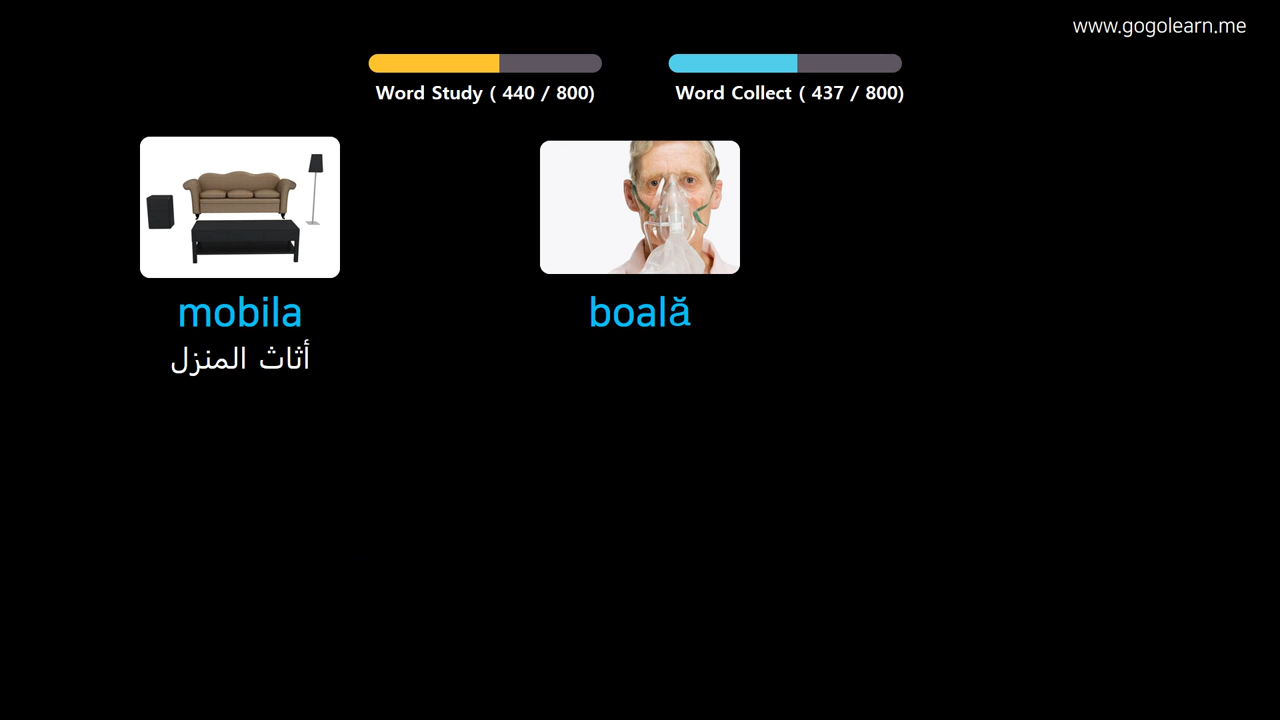 www.gogolearn.me
Word Study ( 440 / 800)
Word Collect ( 437 / 800)
mobila
أثاث المنزل
boală